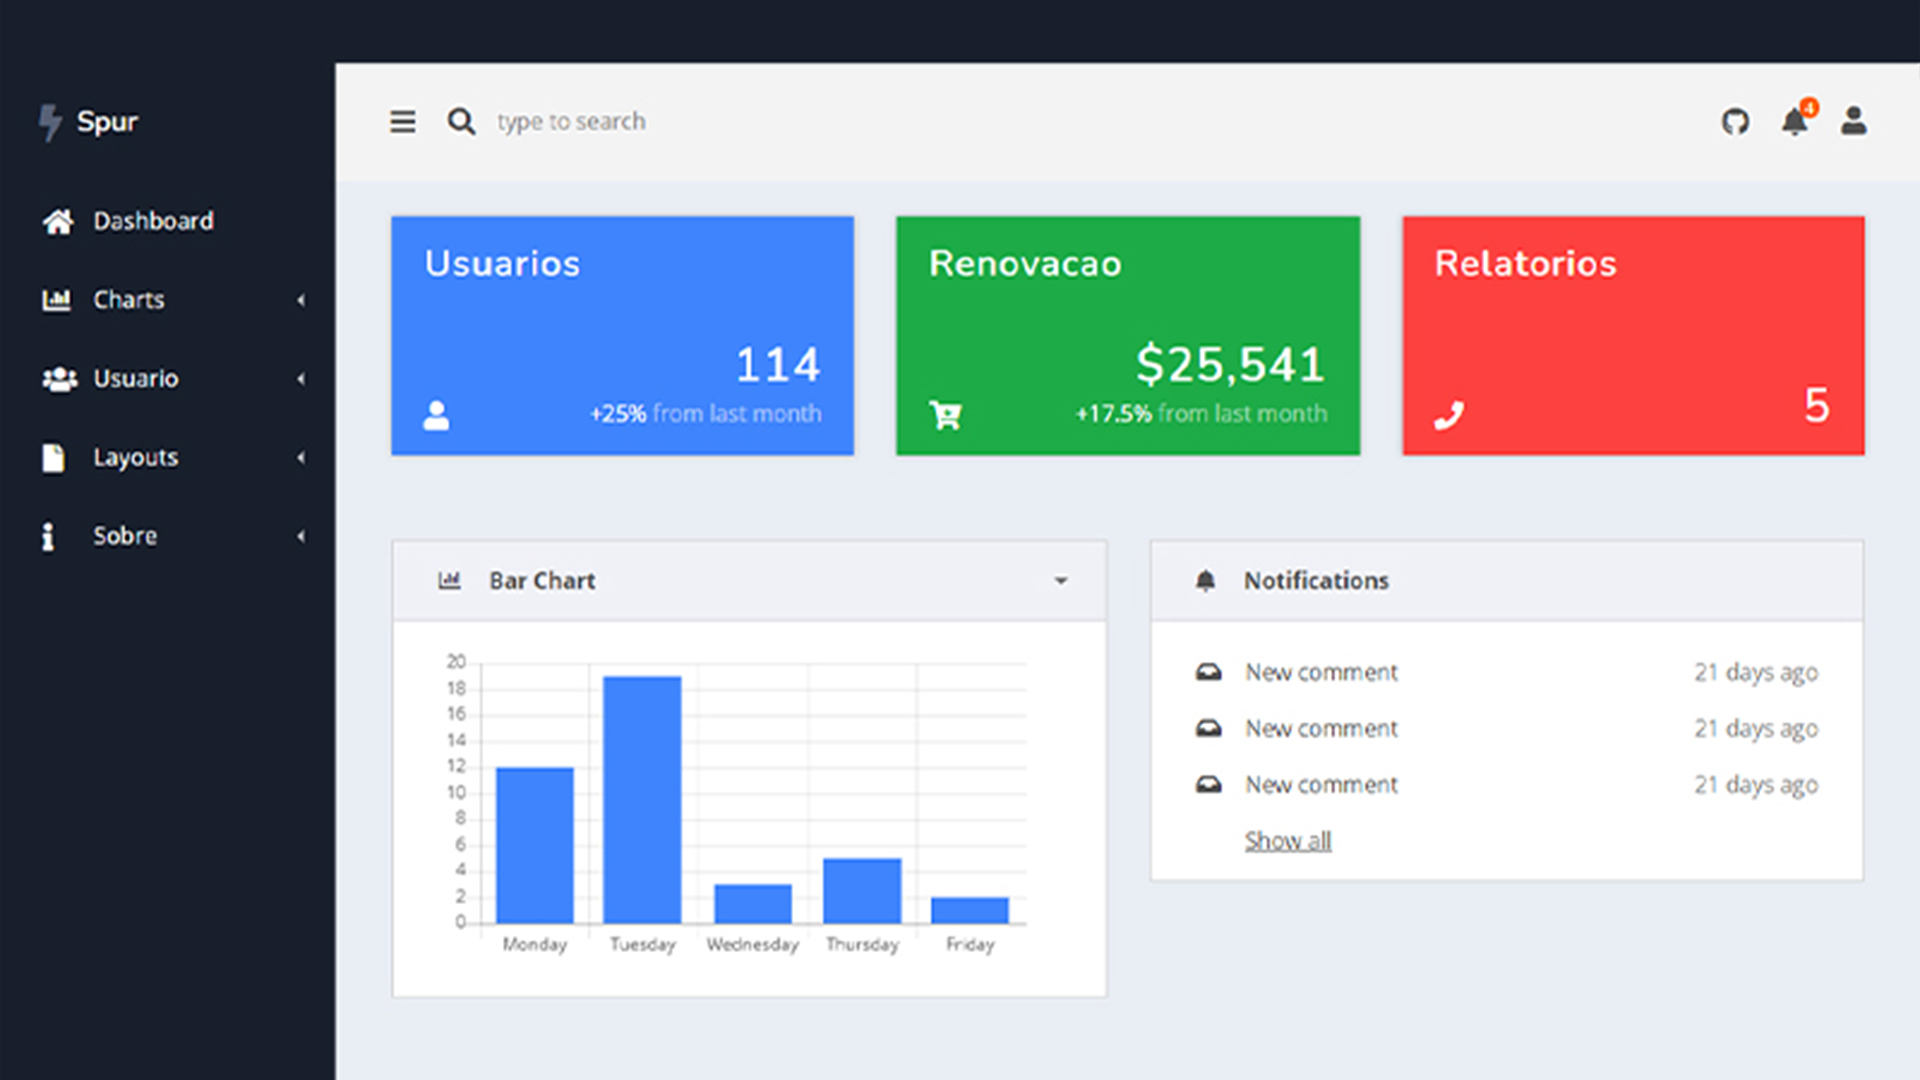 Spur
Dashboard
Charts
Usuario
Layouts
Sobre
type to search
4
Usuarios
114
+25% from last month
Renovacao
$25,541
+17.5% from last month
Relatorios
5
Bar Chart
20
18
16
14
12
10
8
6
4
2
0
Monday Tuesday Wednesday Thursday Friday
Notifications
New comment 21 days ago
New comment 21 days ago
New comment 21 days ago
Show all